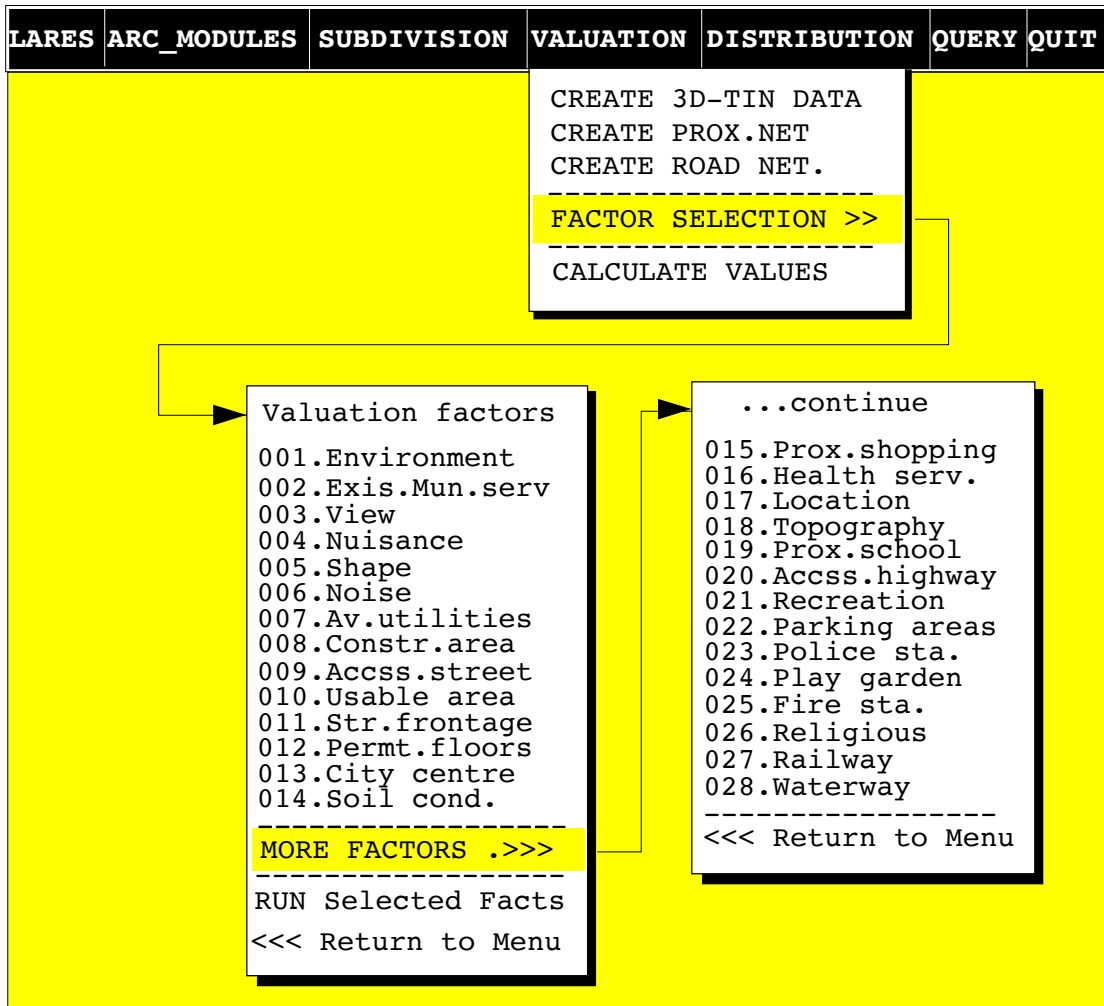 LARES ARC_MODULES SUBDIVISION VALUATION DISTRIBUTION QUERY QUIT
CREATE 3D-TIN DATA
CREATE PROX.NET
CREATE ROAD NET.
-------------------
FACTOR SELECTION >>
-------------------
CALCULATE VALUES
Valuation factors
001.Environment
002.Exis.Mun.serv
003.View
004.Nuisance
005.Shape
006.Noise
007.Av.utilities
008.Constr.area
009.Accss.street
010.Usable area
011.Str.frontage
012.Permt.floors
013.City centre
014.Soil cond.
------------------
MORE FACTORS .>>>
------------------
RUN Selected Facts
<<< Return to Menu
...continue
015.Prox.shopping
016.Health serv.
017.Location
018.Topography
019.Prox.school
020.Accss.highway
021.Recreation
022.Parking areas
023.Police sta.
024.Play garden
025.Fire sta.
026.Religious
027.Railway
028.Waterway
-----------------
<<< Return to Menu